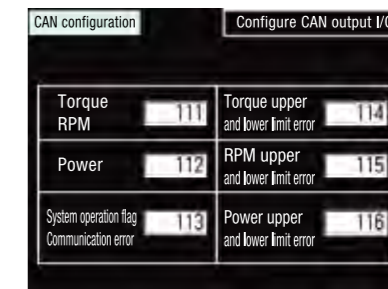 CAN configuration
Configure CAN output I/
Torque
RPM
111
Torque upper
and lower limit error
114
Power
112
RPM upper
and lower limit error
115
System operation flag
Communication error
113
Power upper
and lower limit error
116